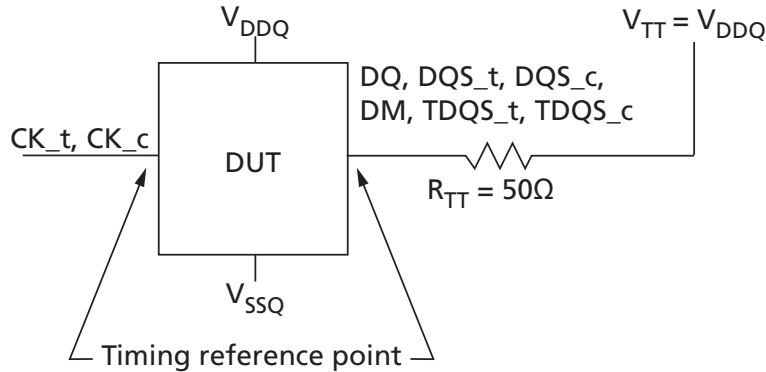 V_DDQ
V_TT = V_DDQ
DQ, DQS_t, DQS_c,
DM, TDQS_t, TDQS_c
CK_t, CK_c
DUT
R_TT = 50Ω
V_SSQ
Timing reference point